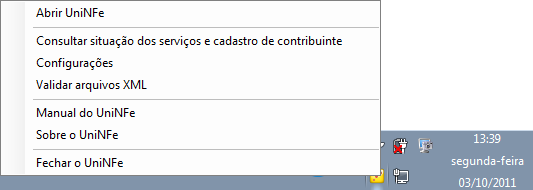 Abrir UniNFe
Consultar situação dos serviços e cadastro de contribuinte
Configurações
Validar arquivos XML
Manual do UniNFe
Sobre o UniNFe
Fechar o UniNFe
13:39
segunda-feira
03/10/2011